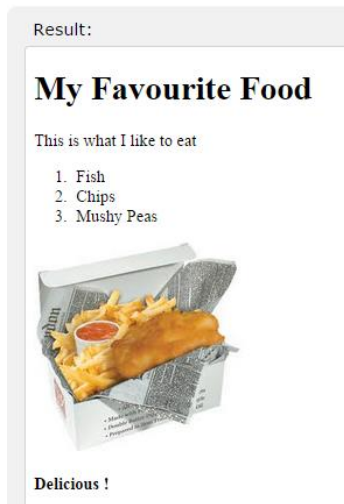 Result:
My Favourite Food
This is what I like to eat
1. Fish
2. Chips
3. Mushy Peas
Delicious !